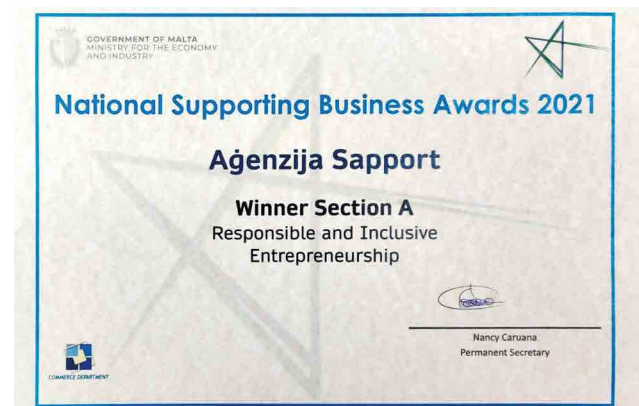 GOVERNMENT OF MALTA
MINISTRY FOR THE ECONOMY
AND INDUSTRY
National Supporting Business Awards 2021
Aġenzija Sapport
Winner Section A
Responsible and Inclusive
Entrepreneurship
Nancy Caruana
Permanent Secretary
COMMERCE DEPARTMENT